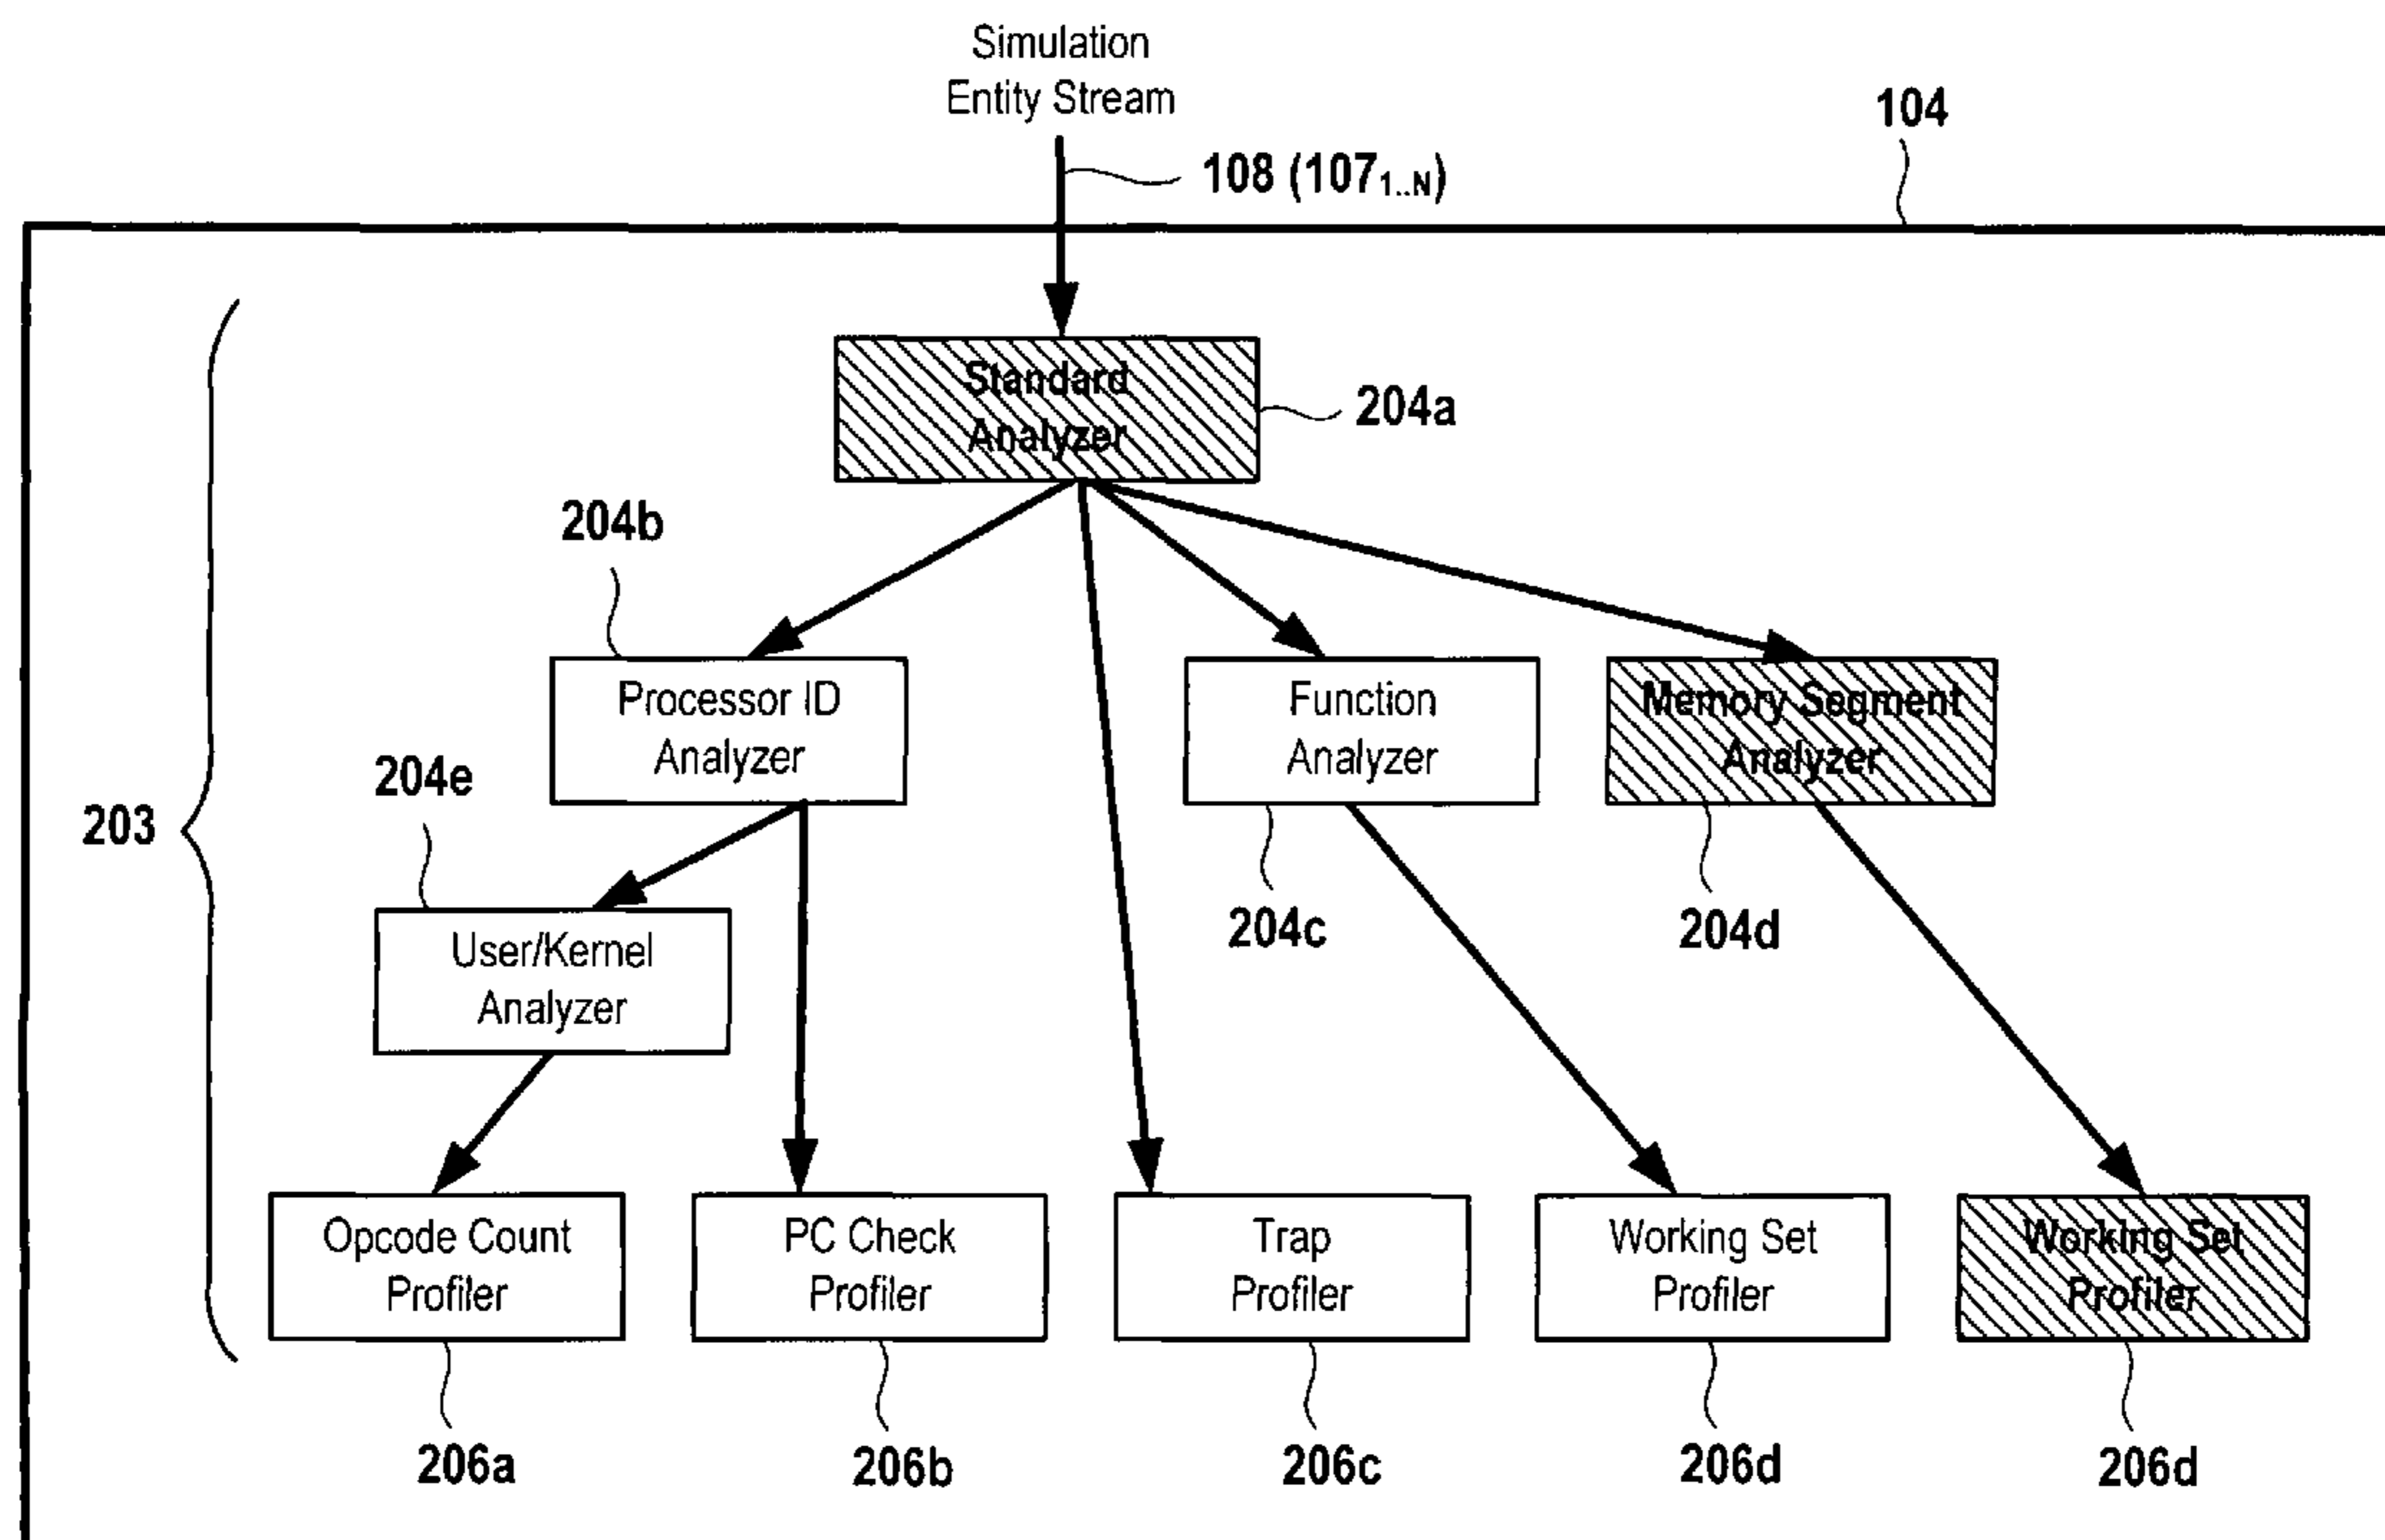 Simulation
Entity Stream
104
108 (107₁..N)
Standard
Analyzer
204a
204b
Processor ID
Analyzer
Function
Analyzer
Memory Segment
Analyzer
204e
203
204c
204d
User/Kernel
Analyzer
Opcode Count
Profiler
PC Check
Profiler
Trap
Profiler
Working Set
Profiler
Working Set
Profiler
206a
206b
206c
206d
206d